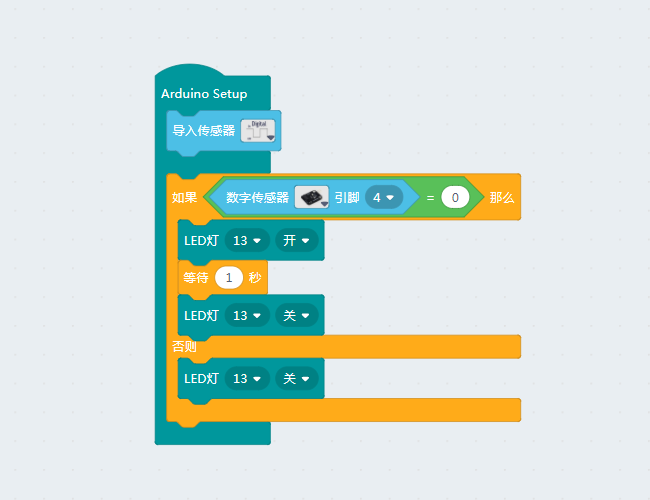 Arduino Setup
导入传感器 Digital
如果 数字传感器 引脚 4 = 0 那么
LED灯 13 开
等待 1 秒
LED灯 13 关
否则
LED灯 13 关